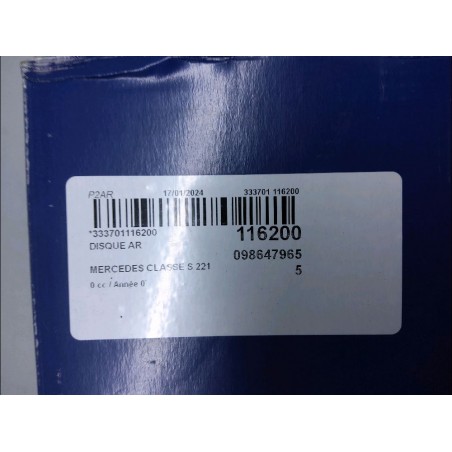 P2AR 17/01/2024 333701 116200
*333701116200 116200
DISQUE AR 098647965
MERCEDES CLASSE S 221 5
0 cc / Année 0